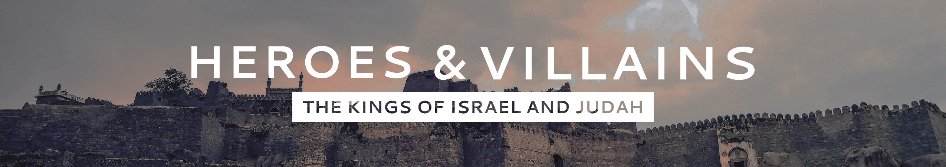 HEROES & VILLAINS
THE KINGS OF ISRAEL AND JUDAH